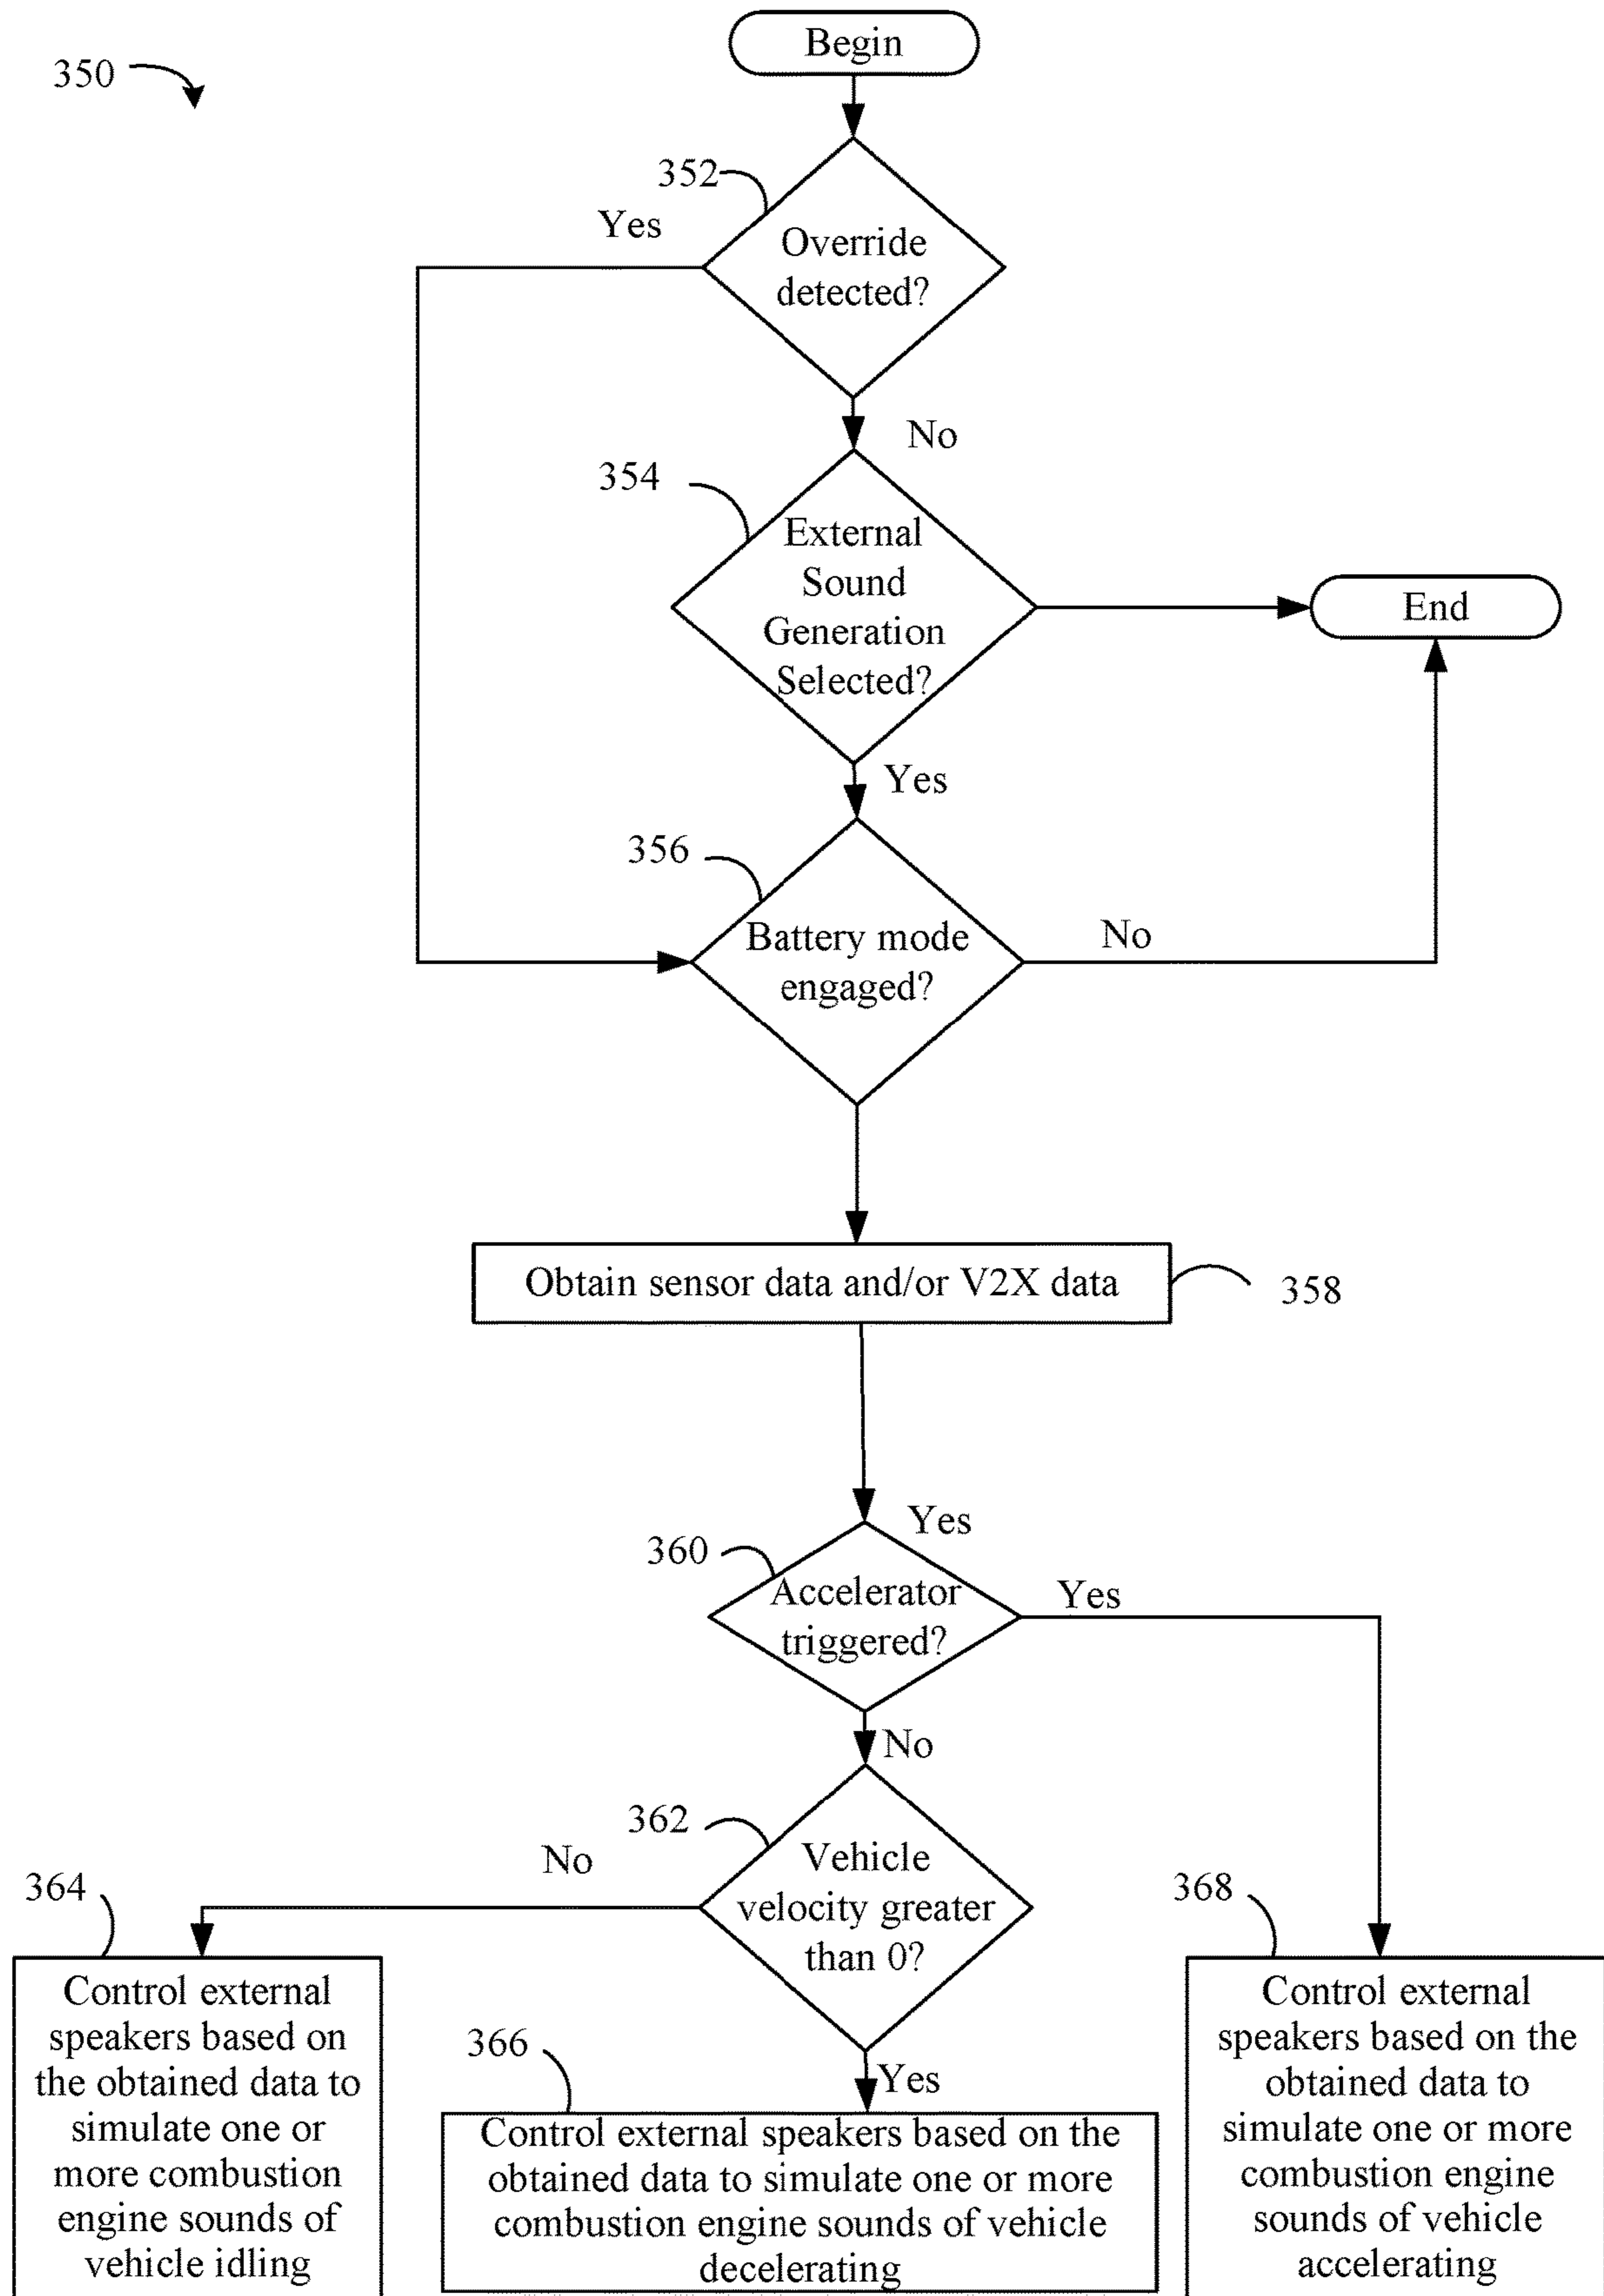 Begin
350
352
Yes
Override
detected?
No
354
External
Sound
Generation
Selected?
End
Yes
356
Battery mode
engaged?
No
Obtain sensor data and/or V2X data
358
Yes
360
Accelerator
triggered?
Yes
No
362
Vehicle
velocity greater
than 0?
No
364
Control external
speakers based on
the obtained data to
simulate one or
more combustion
engine sounds of
vehicle idling
Yes
366
Control external speakers based on the
obtained data to simulate one or more
combustion engine sounds of vehicle
decelerating
368
Control external
speakers based on the
obtained data to
simulate one or more
combustion engine
sounds of vehicle
accelerating